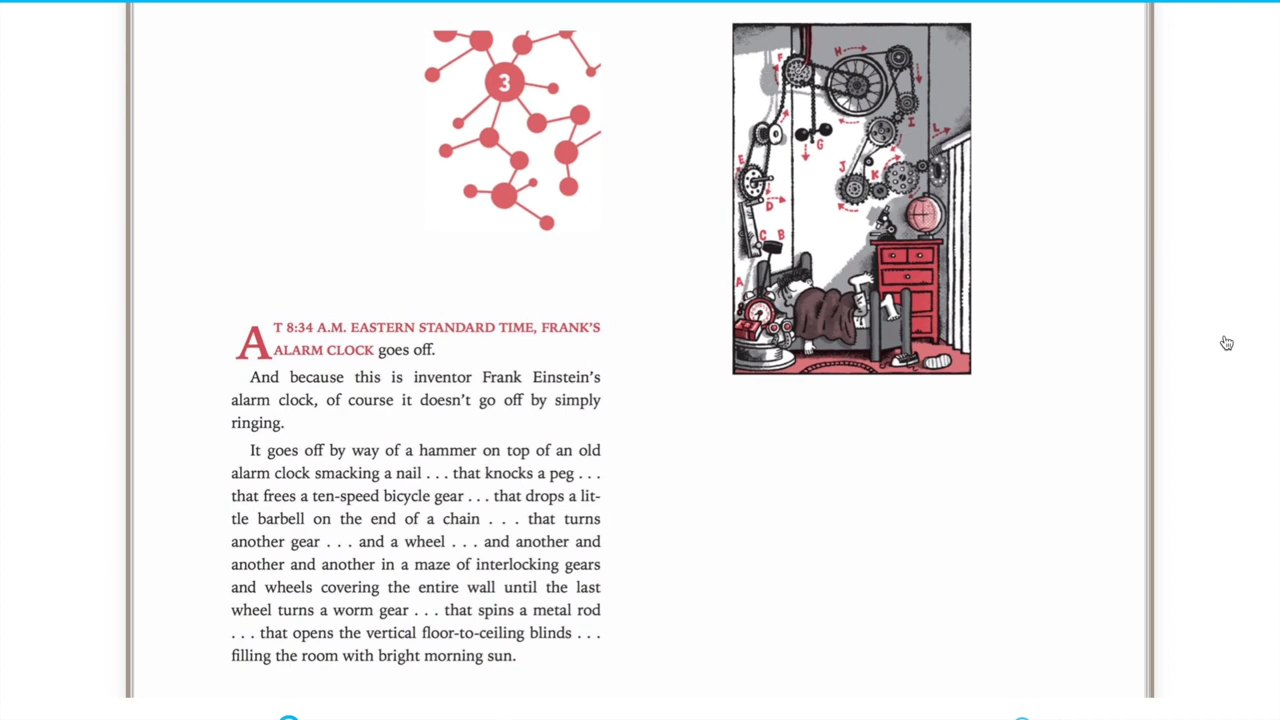 3
AT 8:34 A.M. EASTERN STANDARD TIME, FRANK'S
ALARM CLOCK goes off.
And because this is inventor Frank Einstein's
alarm clock, of course it doesn't go off by simply
ringing.
It goes off by way of a hammer on top of an old
alarm clock smacking a nail . . . that knocks a peg . . .
that frees a ten-speed bicycle gear . . . that drops a lit-
tle barbell on the end of a chain . . . that turns
another gear . . . and a wheel . . . and another and
another and another in a maze of interlocking gears
and wheels covering the entire wall until the last
wheel turns a worm gear . . . that spins a metal rod
. . . that opens the vertical floor-to-ceiling blinds . . .
filling the room with bright morning sun.
F
H
I
G
L
E
J
K
D
C B
A